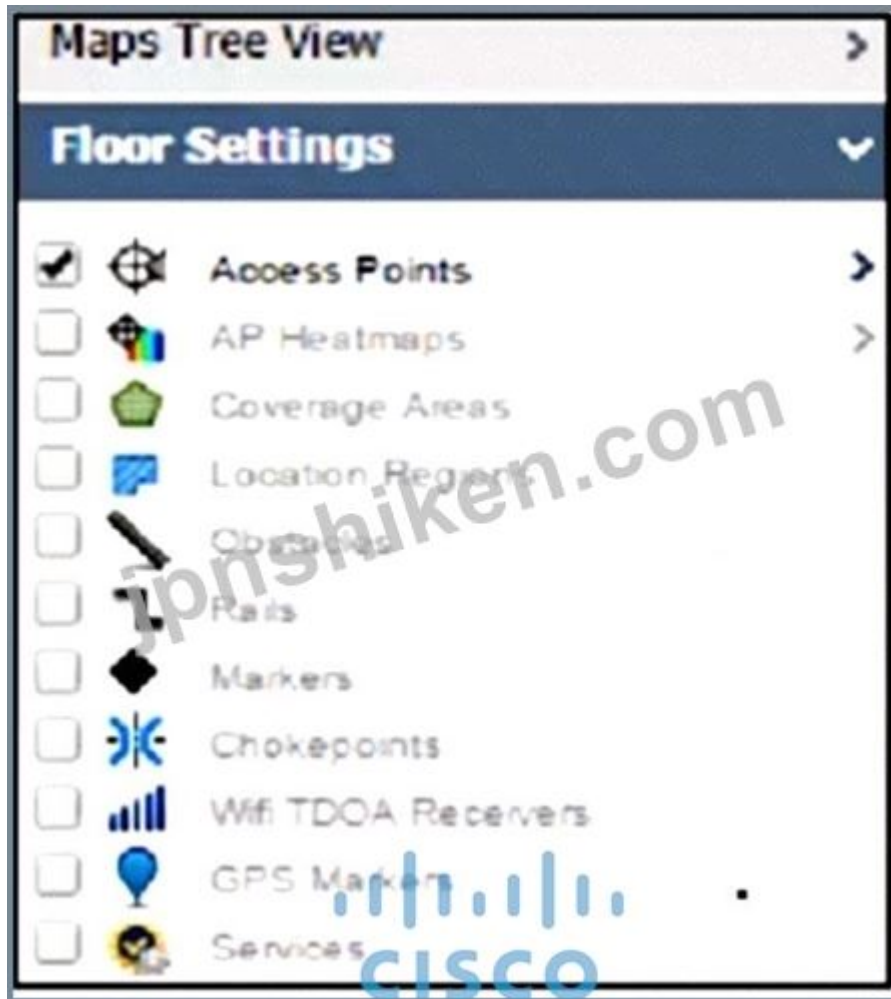 Maps Tree View
Floor Settings
Access Points
AP Heatmaps
Coverage Areas
Location Regions
Obstacles
Rails
Markers
Chokepoints
Wifi TDOA Receivers
GPS Markers
Services
jpnshiken.com
CISCO